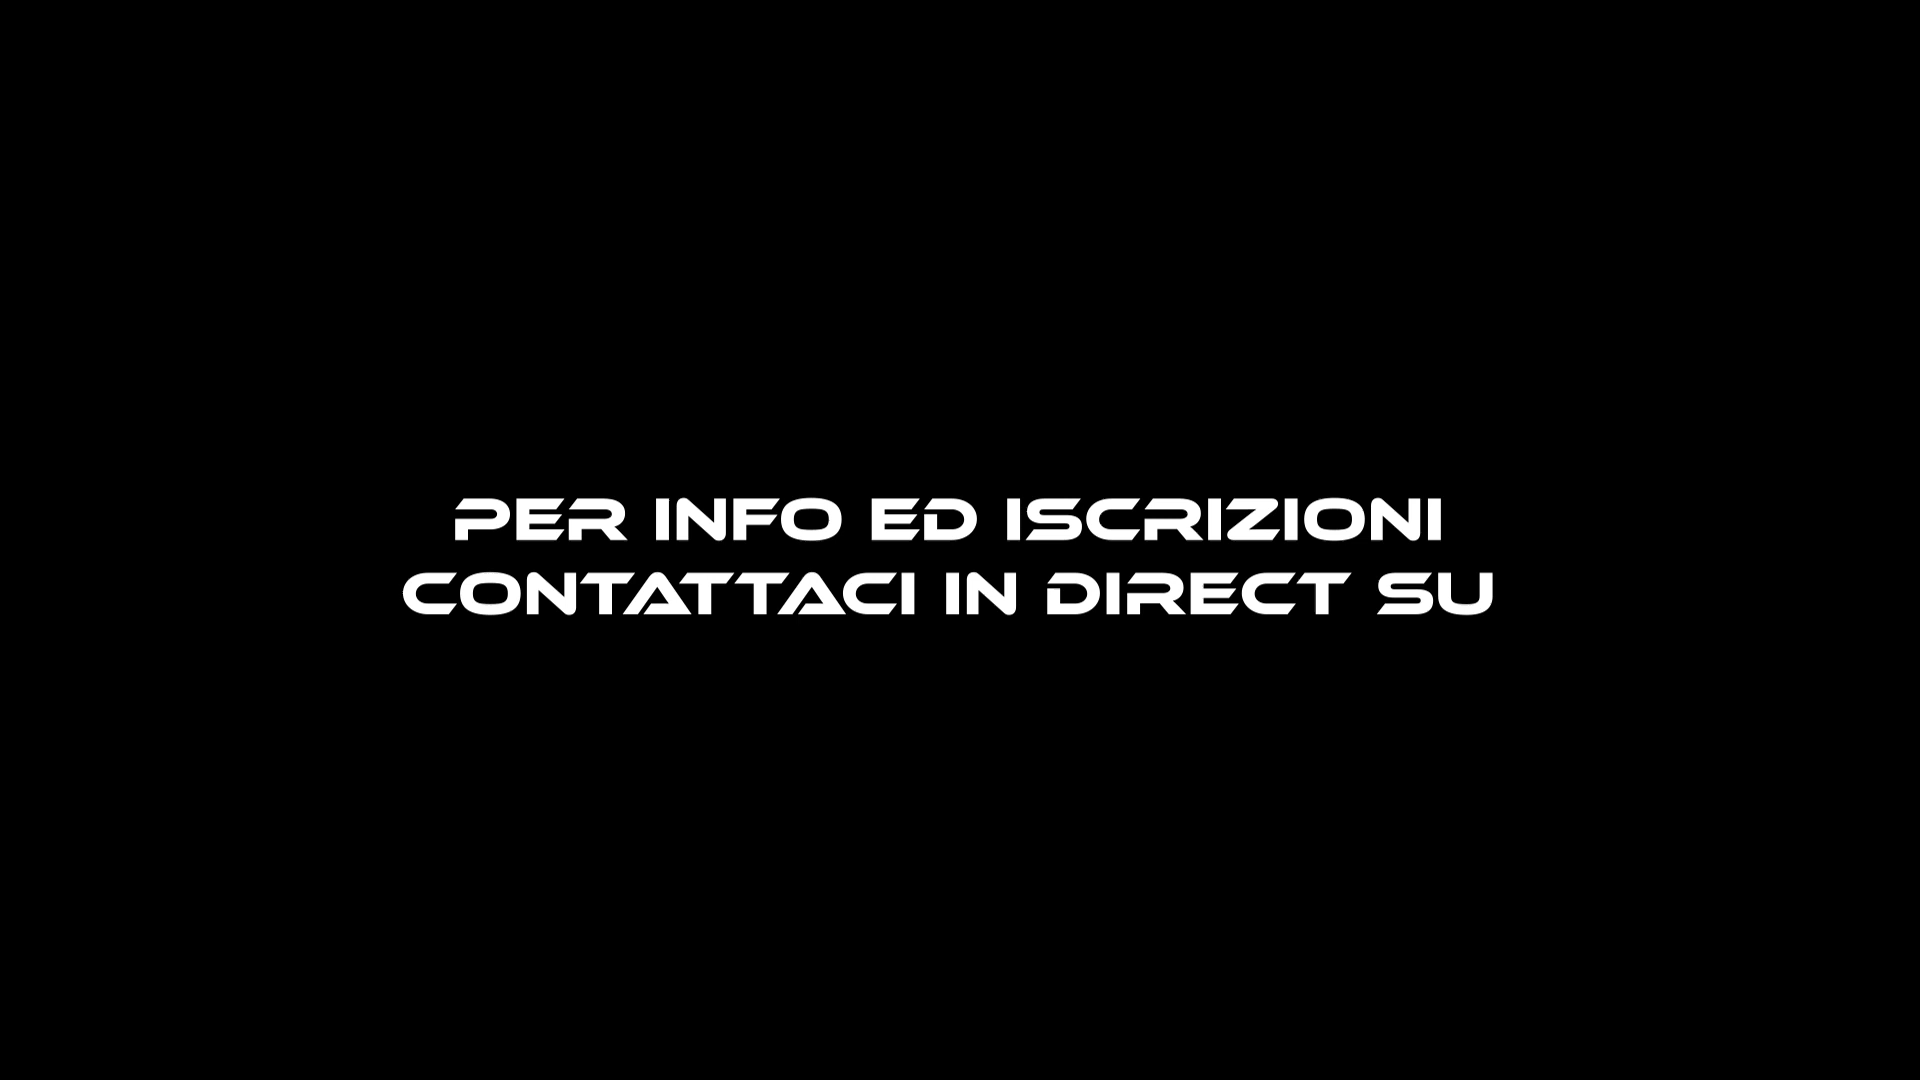 PER INFO ED ISCRIZIONI
CONTATTACI IN DIRECT SU